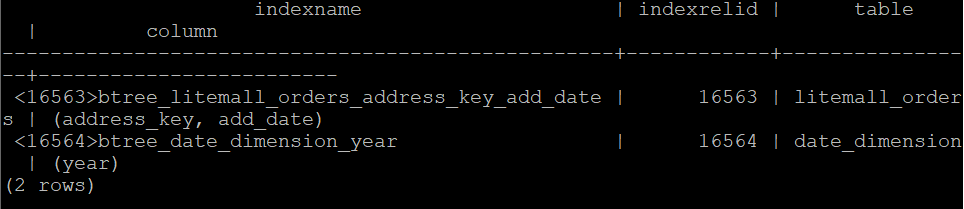 indexname                       | indexrelid |      table
  |          column
------------------------------------------------------+------------+----------------
--+--------------------------
 <16563>btree_litemall_orders_address_key_add_date |      16563 | litemall_order
s | (address_key, add_date)
 <16564>btree_date_dimension_year                   |      16564 | date_dimension
  | (year)
(2 rows)